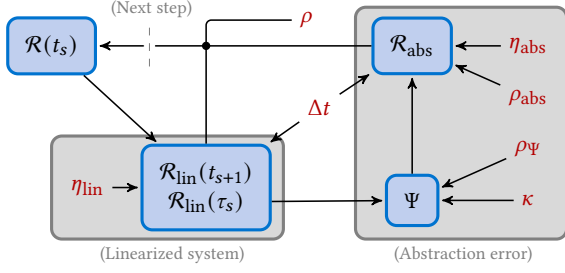 (Next step)
ρ
ℛ(t_s)
ℛ_abs
η_abs
ρ_abs
Δt
ℛ_lin(t_{s+1})
ℛ_lin(τ_s)
η_lin
ρ_Ψ
Ψ
κ
(Linearized system)
(Abstraction error)